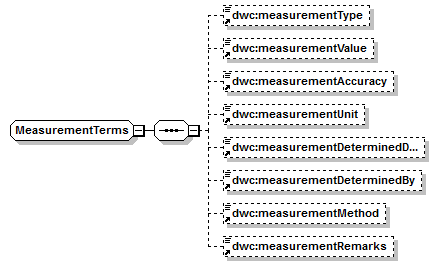 dwc:measurementType
dwc:measurementValue
dwc:measurementAccuracy
MeasurementTerms
dwc:measurementUnit
dwc:measurementDeterminedD...
dwc:measurementDeterminedBy
dwc:measurementMethod
dwc:measurementRemarks